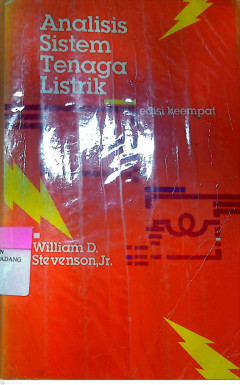 Analisis
Sistem
Tenaga
Listrik
edisi keempat
William D.
Stevenson, Jr.